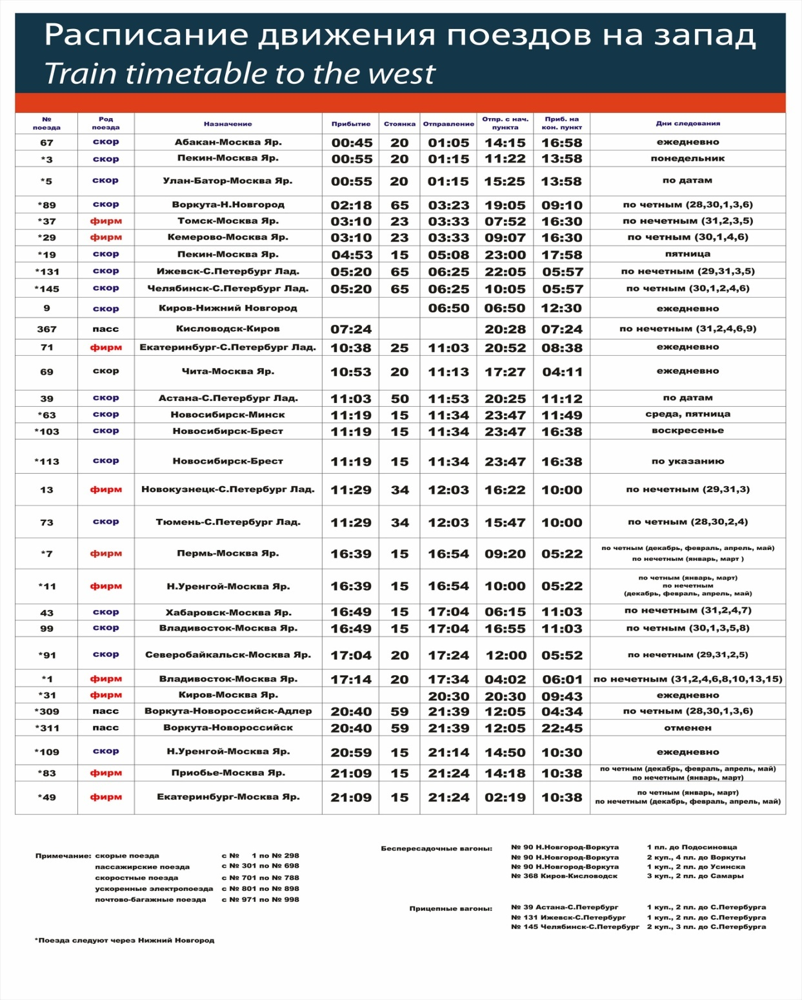 Расписание движения поездов на запад
Train timetable to the west
№ поезда Род поезда Назначение Прибытие Стоянка Отправление Отпр. с нач. пункта Приб. на кон. пункт Дни следования
67 скор Абакан-Москва Яр. 00:45 20 01:05 14:15 16:58 ежедневно
*3 скор Пекин-Москва Яр. 00:55 20 01:15 11:22 13:58 понедельник
*5 скор Улан-Батор-Москва Яр. 00:55 20 01:15 15:25 13:58 по датам
*89 скор Воркута-Н.Новгород 02:18 65 03:23 19:05 09:10 по четным (28,30,1,3,6)
*37 фирм Томск-Москва Яр. 03:10 23 03:33 07:52 16:30 по нечетным (31,2,3,5)
*29 фирм Кемерово-Москва Яр. 03:10 23 03:33 09:07 16:30 по четным (30,1,4,6)
*19 скор Пекин-Москва Яр. 04:53 15 05:08 23:00 17:58 пятница
*131 скор Ижевск-С.Петербург Лад. 05:20 65 06:25 22:05 05:57 по нечетным (29,31,3,5)
*145 скор Челябинск-С.Петербург Лад. 05:20 65 06:25 10:05 05:57 по четным (30,1,2,4,6)
9 скор Киров-Нижний Новгород 06:50 06:50 12:30 ежедневно
367 пасс Кисловодск-Киров 07:24 20:28 07:24 по нечетным (31,2,4,6,9)
71 фирм Екатеринбург-С.Петербург Лад. 10:38 25 11:03 20:52 08:38 ежедневно
69 скор Чита-Москва Яр. 10:53 20 11:13 17:27 04:11 ежедневно
39 скор Астана-С.Петербург Лад. 11:03 50 11:53 20:25 11:12 по датам
*63 скор Новосибирск-Минск 11:19 15 11:34 23:47 11:49 среда, пятница
*103 скор Новосибирск-Брест 11:19 15 11:34 23:47 16:38 воскресенье
*113 скор Новосибирск-Брест 11:19 15 11:34 23:47 16:38 по указанию
13 фирм Новокузнецк-С.Петербург Лад. 11:29 34 12:03 16:22 10:00 по нечетным (29,31,3)
73 скор Тюмень-С.Петербург Лад. 11:29 34 12:03 15:47 10:00 по четным (28,30,2,4)
*7 фирм Пермь-Москва Яр. 16:39 15 16:54 09:20 05:22 по четным (декабрь, февраль, апрель, май)
по нечетным (январь, март )
*11 фирм Н.Уренгой-Москва Яр. 16:39 15 16:54 10:00 05:22 по четным (январь, март)
по нечетным
(декабрь, февраль, апрель, май)
43 скор Хабаровск-Москва Яр. 16:49 15 17:04 06:15 11:03 по нечетным (31,2,4,7)
99 скор Владивосток-Москва Яр. 16:49 15 17:04 16:55 11:03 по четным (30,1,3,5,8)
*91 скор Северобайкальск-Москва Яр. 17:04 20 17:24 12:00 05:52 по нечетным (29,31,2,5)
*1 фирм Владивосток-Москва Яр. 17:14 20 17:34 04:02 06:01 по нечетным (31,2,4,6,8,10,13,15)
*31 фирм Киров-Москва Яр. 20:30 20:30 09:43 ежедневно
*309 пасс Воркута-Новороссийск-Адлер 20:40 59 21:39 12:05 04:34 по четным (28,30,1,3,6)
*311 пасс Воркута-Новороссийск 20:40 59 21:39 12:05 22:45 отменен
*109 скор Н.Уренгой-Москва Яр. 20:59 15 21:14 14:50 10:30 ежедневно
*83 фирм Приобье-Москва Яр. 21:09 15 21:24 14:18 10:38 по четным (декабрь, февраль, апрель, май)
по нечетным (январь, март)
*49 фирм Екатеринбург-Москва Яр. 21:09 15 21:24 02:19 10:38 по четным (январь, март)
по нечетным (декабрь, февраль, апрель, май)
Примечание: скорые поезда с № 1 по № 298
пассажирские поезда с № 301 по № 698
скоростные поезда с № 701 по № 788
ускоренные электропоезда с № 801 по № 898
почтово-багажные поезда с № 971 по № 998
*Поезда следуют через Нижний Новгород
Беспересадочные вагоны: № 90 Н.Новгород-Воркута 1 пл. до Подосиновца
№ 90 Н.Новгород-Воркута 2 куп., 4 пл. до Воркуты
№ 90 Н.Новгород-Воркута 1 куп., 2 пл. до Усинска
№ 368 Киров-Кисловодск 3 куп., 2 пл. до Самары
Прицепные вагоны: № 39 Астана-С.Петербург 1 куп., 2 пл. до С.Петербурга
№ 131 Ижевск-С.Петербург 1 куп., 2 пл. до С.Петербурга
№ 145 Челябинск-С.Петербург 2 куп., 3 пл. до С.Петербурга